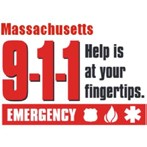 Massachusetts
9-1-1
Help is
at your
fingertips.
EMERGENCY